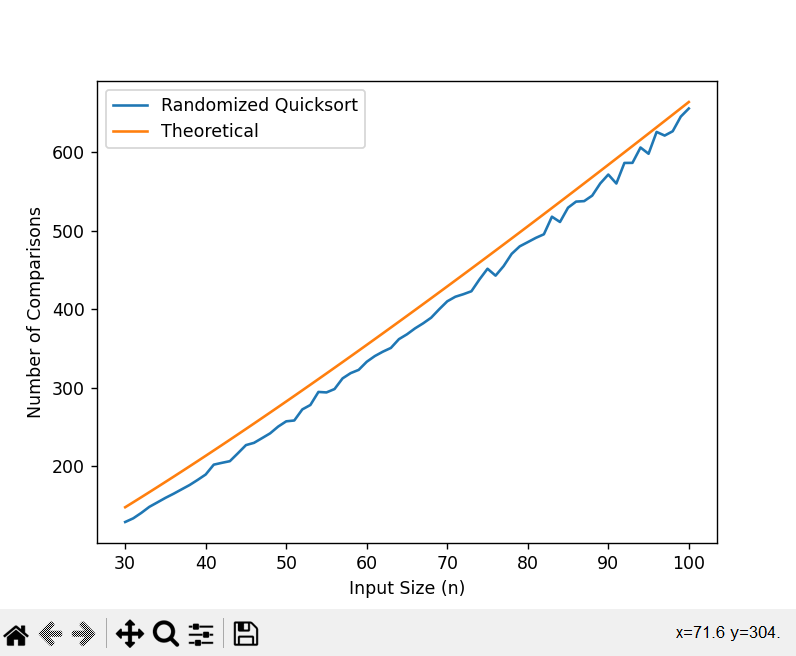 Randomized Quicksort
Theoretical
600
500
400
300
200
Number of Comparisons
30 40 50 60 70 80 90 100
Input Size (n)
x=71.6 y=304.